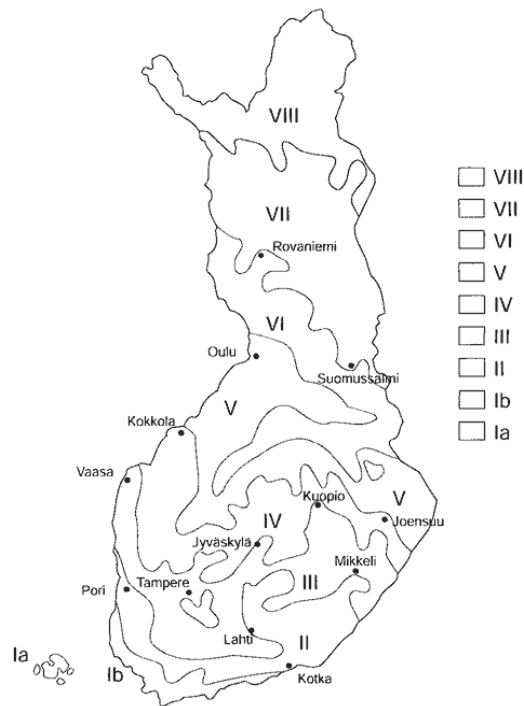 VIII
VII
Rovaniemi
VI
Oulu
Suomussalmi
V
Kokkola
Vaasa
Kuopio
V
Joensuu
IV
Jyväskylä
Mikkeli
Pori
Tampere
III
Lahti
II
Ia
Ib
Kotka
VIII
VII
VI
V
IV
III
II
Ib
Ia